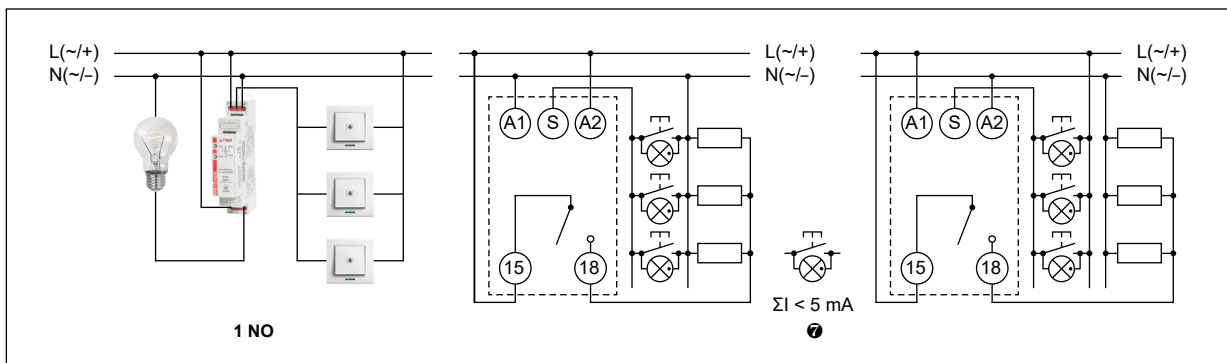 L(~/+)
N(~/–)
1 NO
L(~/+)
N(~/–)
A1 S A2
15 18
ΣI < 5 mA
❼
L(~/+)
N(~/–)
A1 S A2
15 18